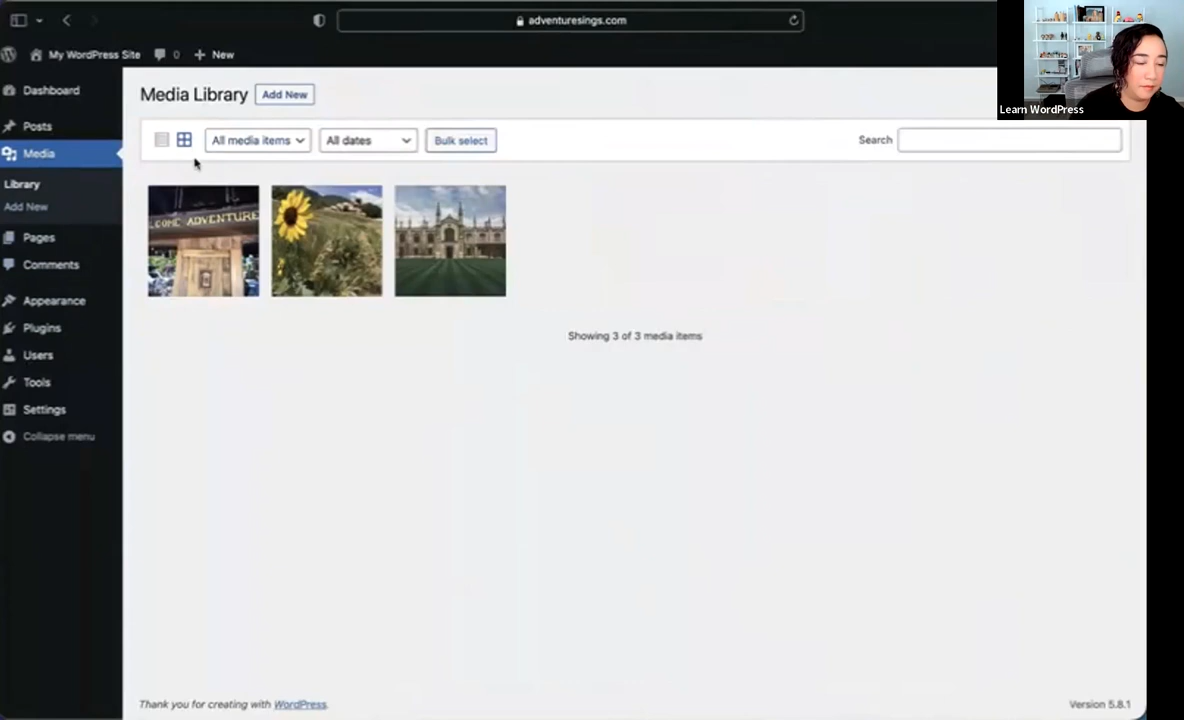 adventuresings.com
My WordPress Site 0 + New
Learn WordPress
Dashboard
Posts
Media
Library
Add New
Pages
Comments
Appearance
Plugins
Users
Tools
Settings
Collapse menu
Media Library Add New
All media items All dates Bulk select Search
COME ADVENTURE
Showing 3 of 3 media items
Thank you for creating with WordPress. Version 5.8.1